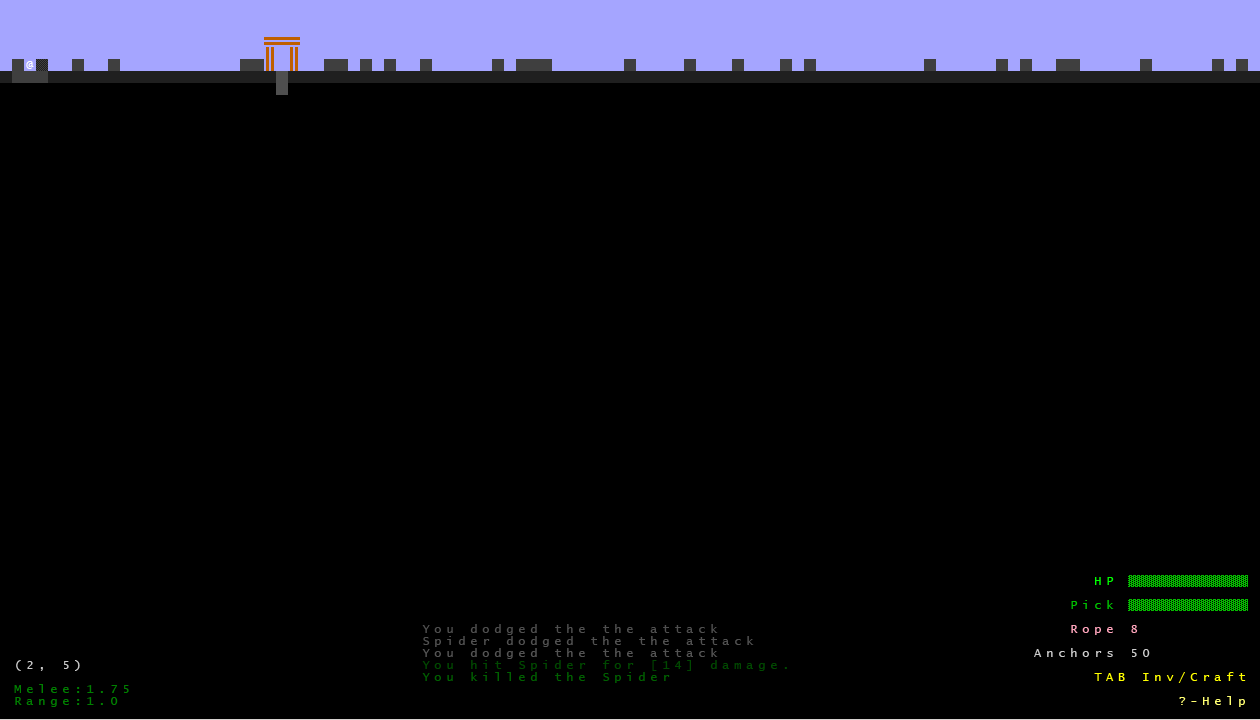 @
HP
Pick
You dodged the the attack
Rope 8
Spider dodged the the attack
You dodged the the attack
Anchors 50
(2, 5)
You hit Spider for [14] damage.
You killed the Spider
TAB Inv/Craft
Melee:1.75
Range:1.0
?-Help